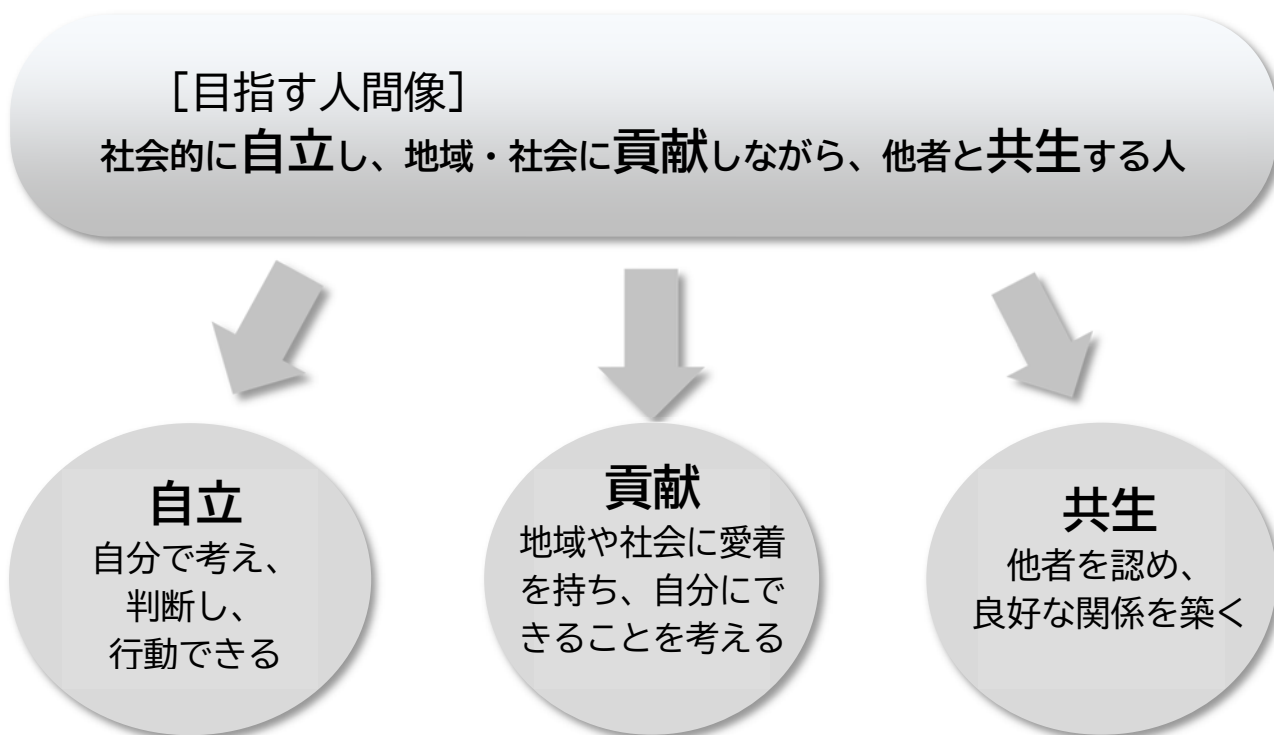 ［目指す人間像］
社会的に自立し、地域・社会に貢献しながら、他者と共生する人
自立
自分で考え、
判断し、
行動できる
貢献
地域や社会に愛着
を持ち、自分にで
きることを考える
共生
他者を認め、
良好な関係を築く